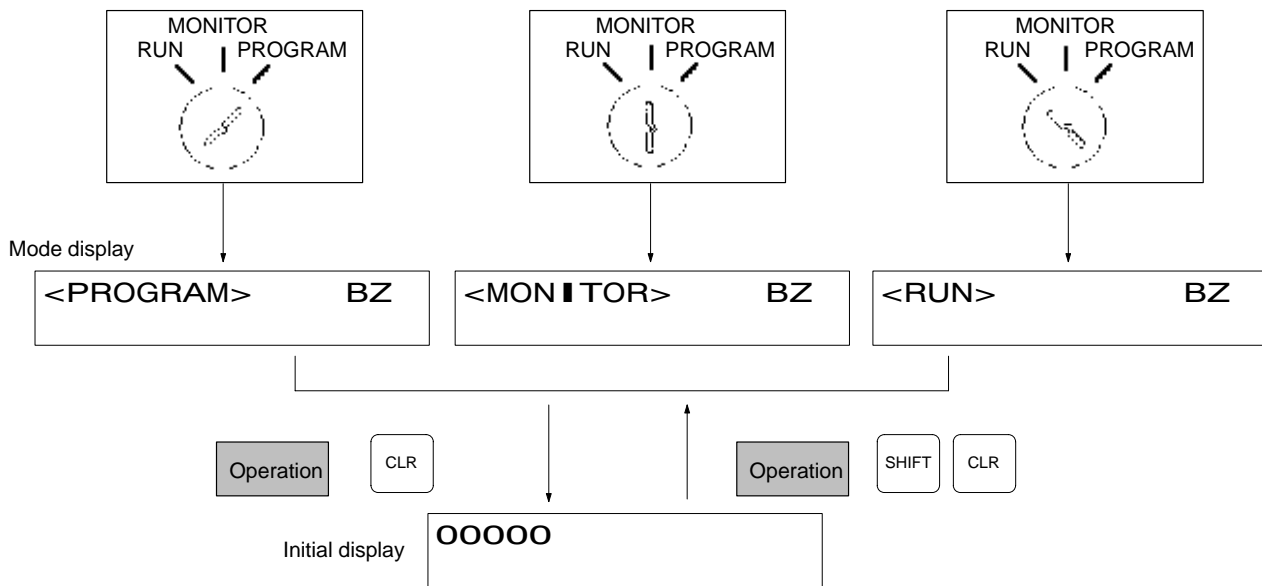 MONITOR
RUN PROGRAM
MONITOR
RUN PROGRAM
MONITOR
RUN PROGRAM
Mode display
<PROGRAM> BZ
<MONITOR> BZ
<RUN> BZ
Operation CLR
Operation SHIFT CLR
Initial display
00000